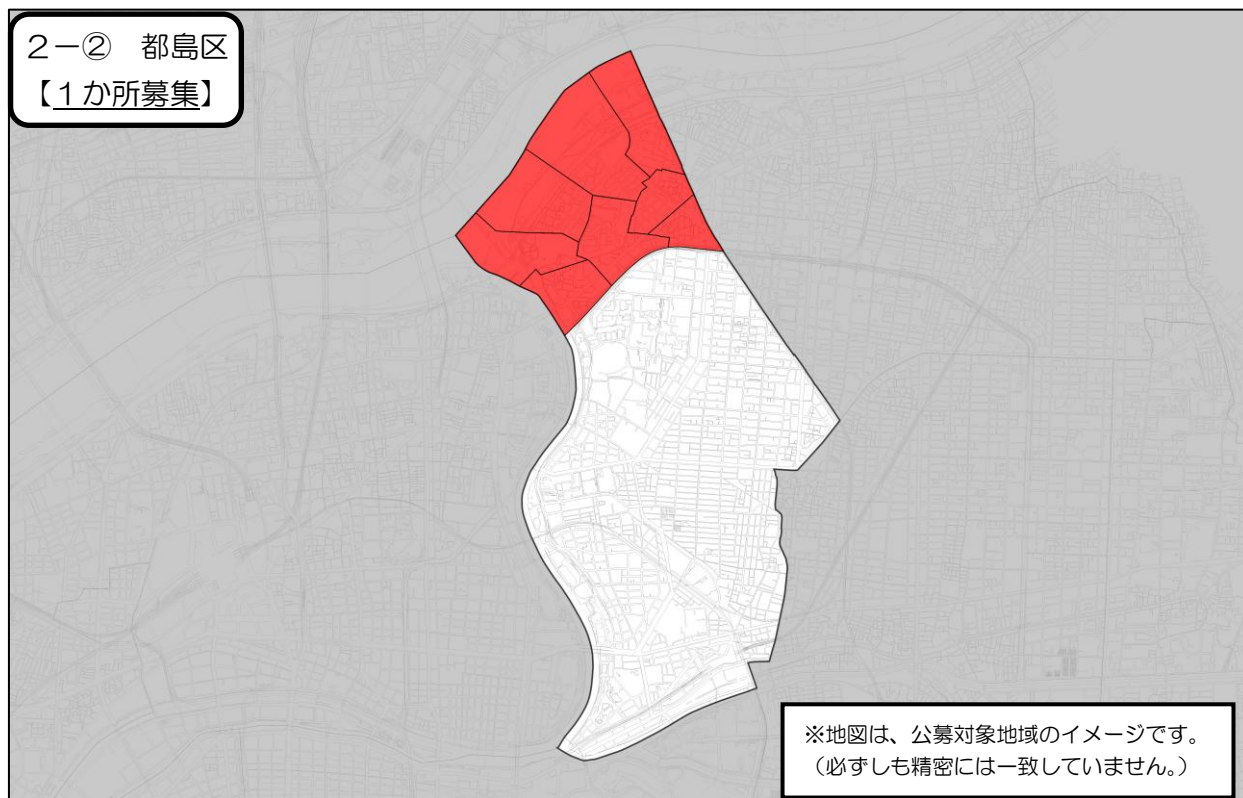 ２－② 都島区
【１か所募集】
※地図は、公募対象地域のイメージです。
（必ずしも精密には一致していません。）